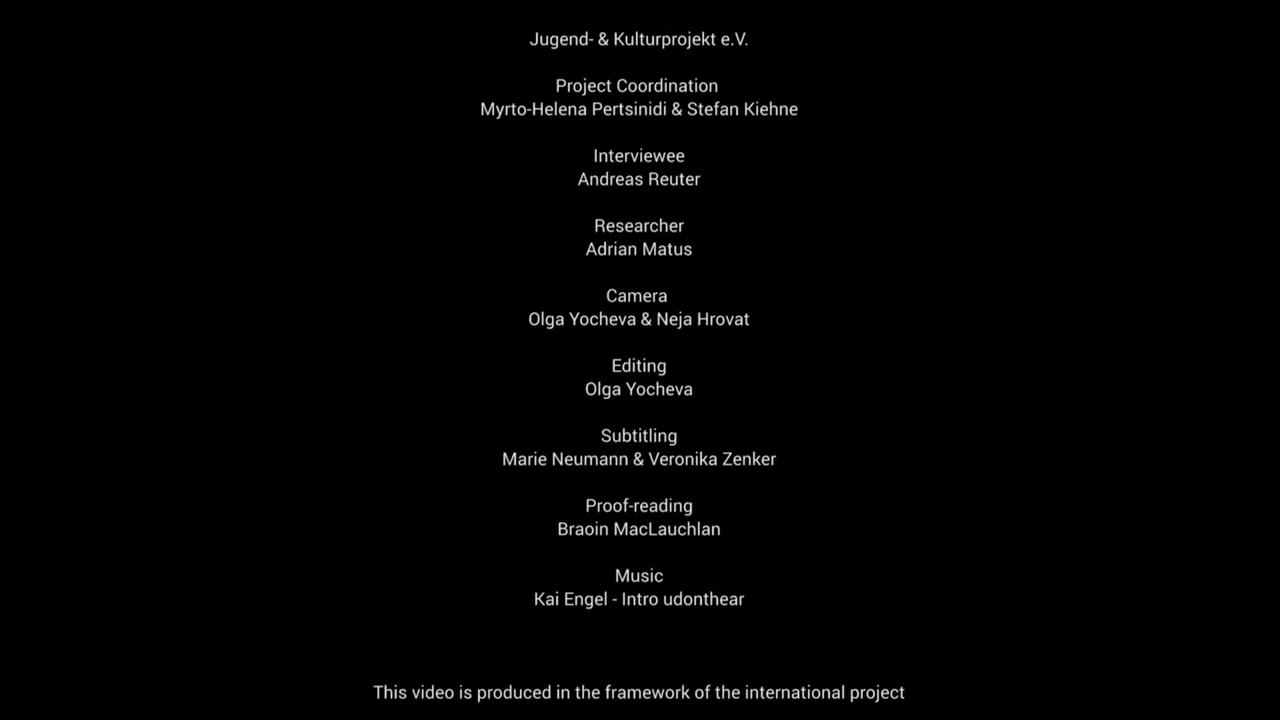 Jugend- & Kulturprojekt e.V.
Project Coordination
Myrto-Helena Pertsinidi & Stefan Kiehne
Interviewee
Andreas Reuter
Researcher
Adrian Matus
Camera
Olga Yocheva & Neja Hrovat
Editing
Olga Yocheva
Subtitling
Marie Neumann & Veronika Zenker
Proof-reading
Braoin MacLauchlan
Music
Kai Engel - Intro udonthear
This video is produced in the framework of the international project